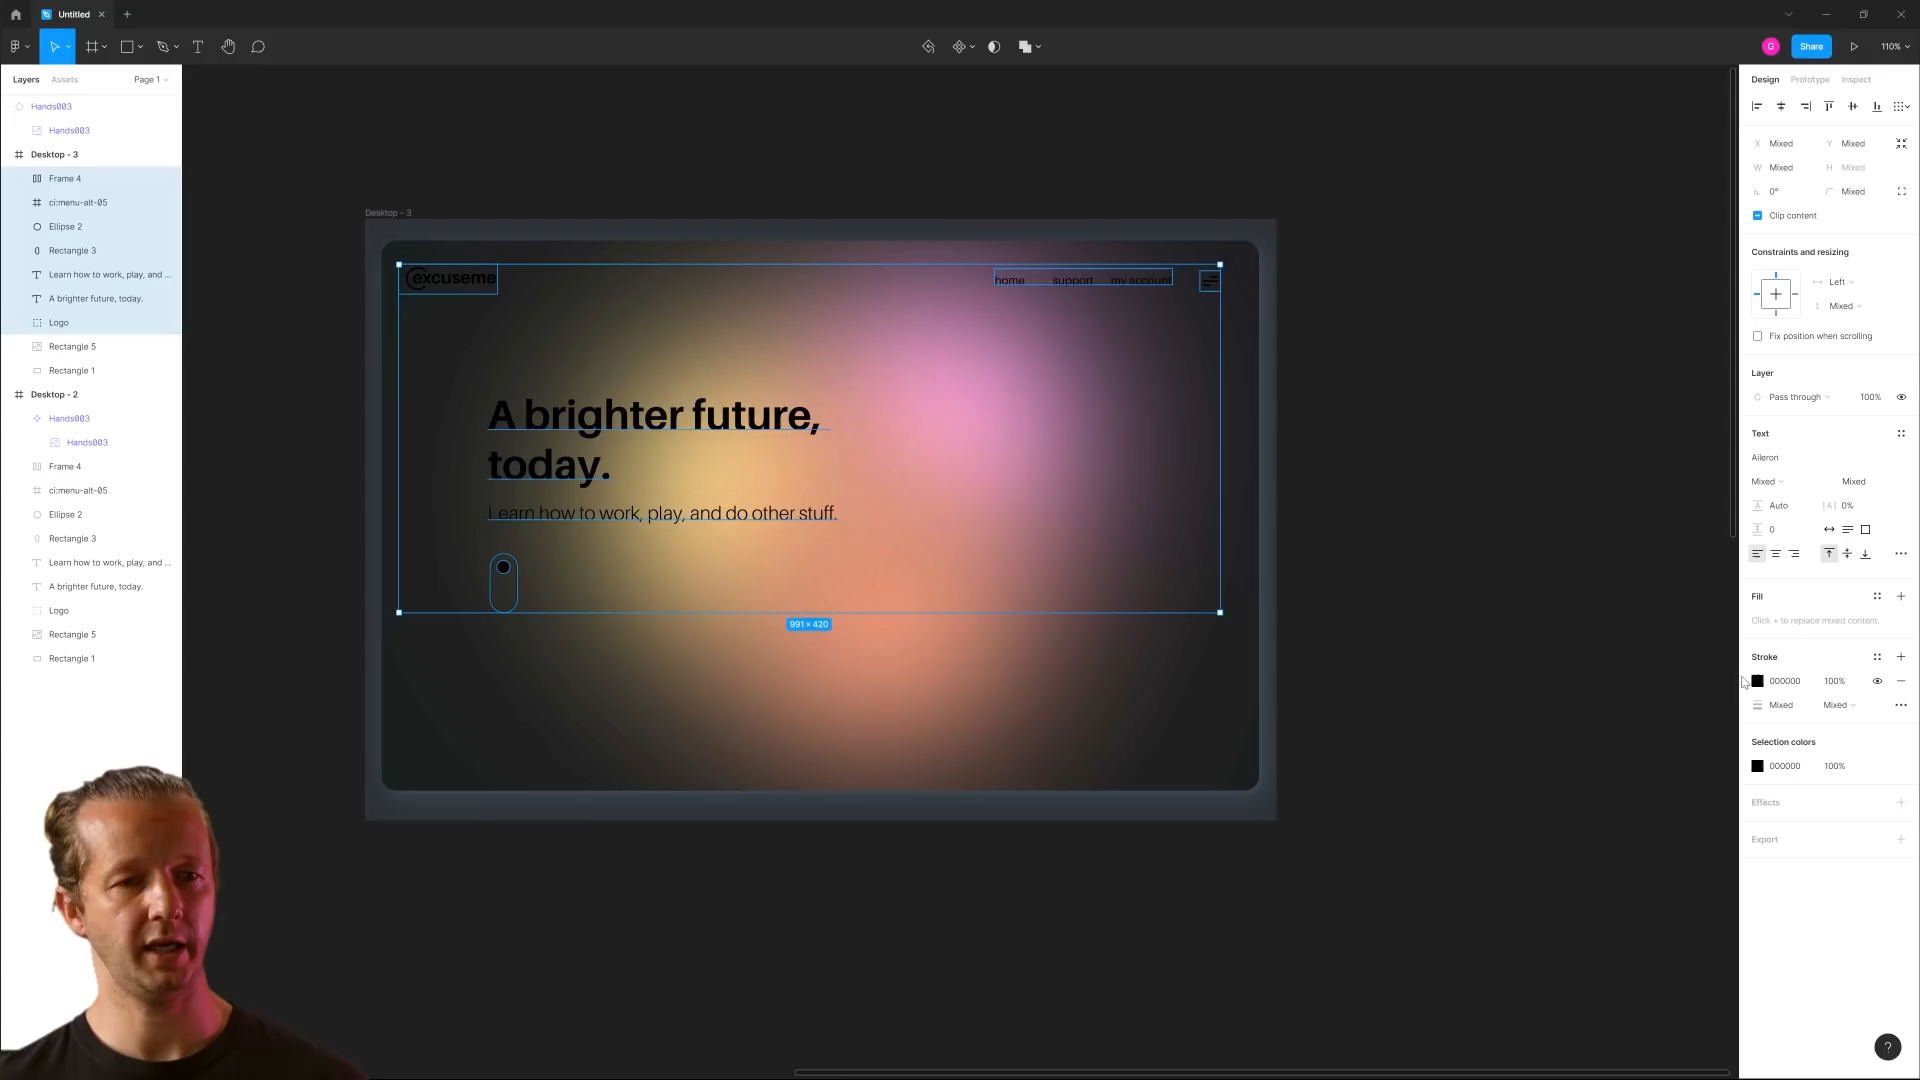 Untitled
G
Share
110%
Layers
Assets
Page 1
Hands003
Hands003
Desktop - 3
Frame 4
ci:menu-alt-05
Ellipse 2
Rectangle 3
Learn how to work, play, and ...
A brighter future, today.
Logo
Rectangle 5
Rectangle 1
Desktop - 2
Hands003
Hands003
Frame 4
ci:menu-alt-05
Ellipse 2
Rectangle 3
Learn how to work, play, and ...
A brighter future, today.
Logo
Rectangle 5
Rectangle 1
Desktop - 3
excuseme
home support my account
A brighter future,
today.
Learn how to work, play, and do other stuff.
991 × 420
Design
Prototype
Inspect
X Mixed Y Mixed
W Mixed H Mixed
0° Mixed
Clip content
Constraints and resizing
Left
Mixed
Fix position when scrolling
Layer
Pass through 100%
Text
Aileron
Mixed Mixed
Auto |A| 0%
0
Fill
Click + to replace mixed content.
Stroke
000000 100%
Mixed Mixed
Selection colors
000000 100%
Effects
Export
?